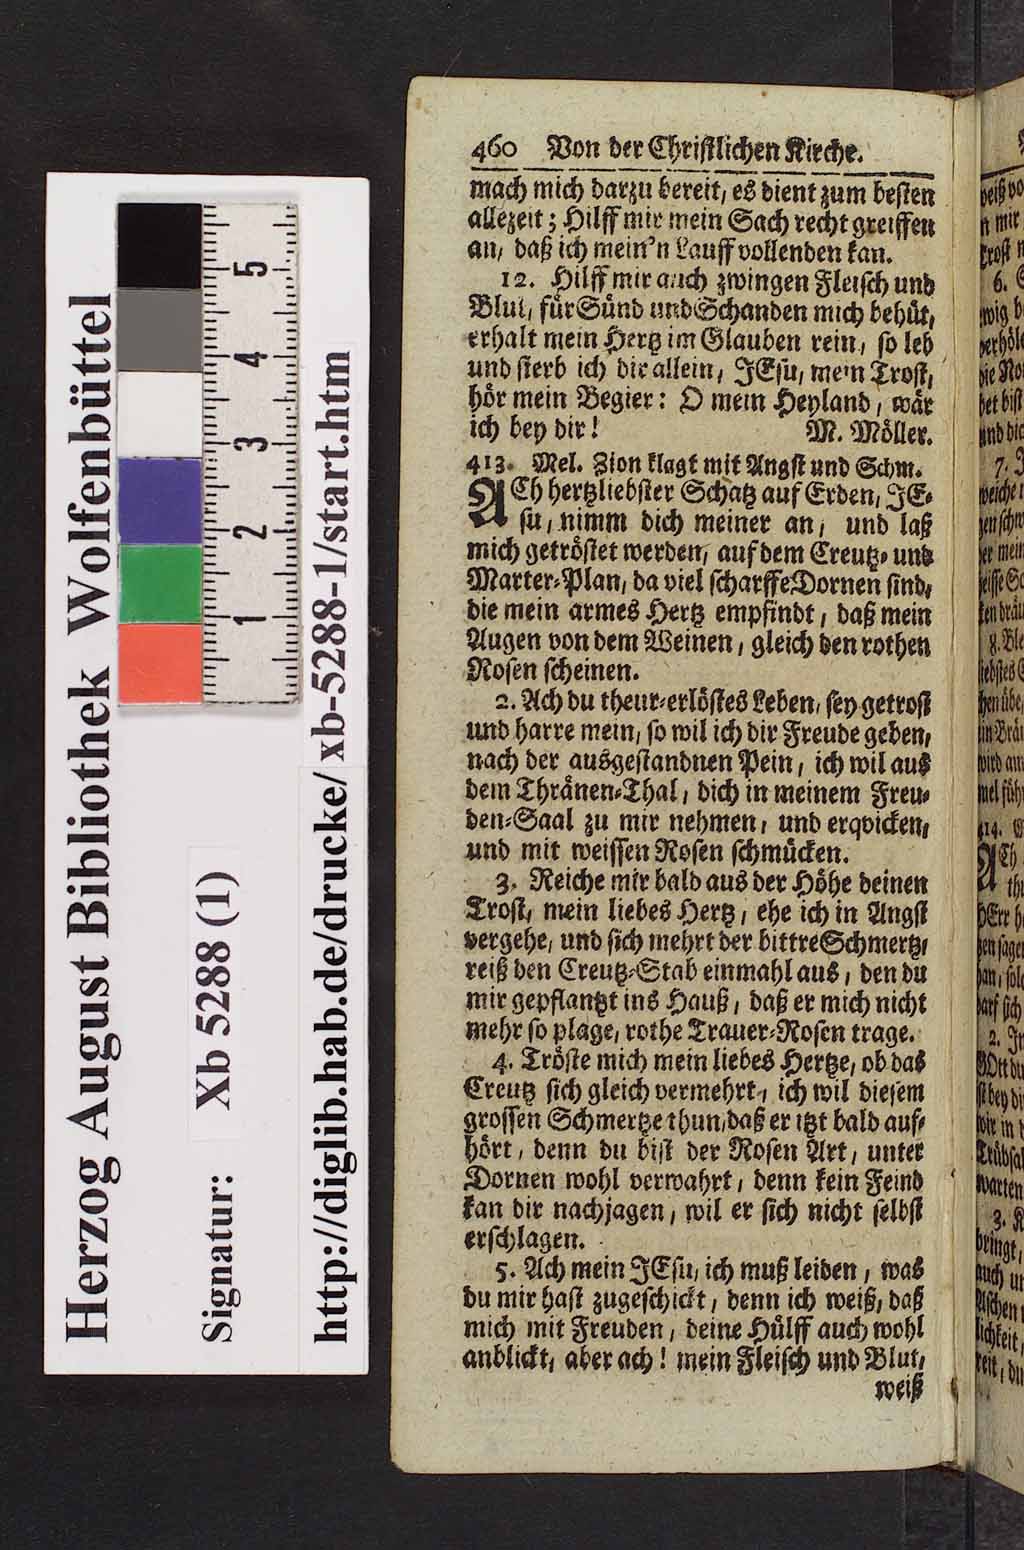 Herzog August Bibliothek Wolfenbüttel
Signatur: Xb 5288 (1)
http://diglib.hab.de/drucke/xb-5288-1/start.htm
5
4
3
2
1
460 Von der Christlichen Kirche.
mach mich darzu bereit, es dient zum besten
allezeit; Hilff mir mein Sach recht greiffen
an, daß ich mein'n Lauff vollenden kan.
12. Hilff mir auch zwingen Fleisch und
Blut, für Sünd und Schanden mich behüt,
erhalt mein Hertz im Glauben rein, so leb
und sterb ich dir allein, JEsu, mein Trost,
hör mein Begier: O mein Heyland, wär
ich bey dir! M. Möller.
413. Mel. Zion klagt mit Angst und Schm.
ACh hertzliebster Schatz auf Erden, JE-
su, nimm dich meiner an, und laß
mich getröstet werden, auf dem Creutz- und
Marter-Plan, da viel scharffe Dornen sind,
die mein armes Hertz empfindt, daß mein
Augen von dem Weinen, gleich den rothen
Rosen scheinen.
2. Ach du theur-erlöstes Leben, sey getrost
und harre mein, so wil ich dir Freude geben,
nach der ausgestandnen Pein, ich wil aus
dem Thränen-Thal, dich in meinem Freu-
den-Saal zu mir nehmen, und erqvicken,
und mit weissen Rosen schmücken.
3. Reiche mir bald aus der Höhe deinen
Trost, mein liebes Hertz, ehe ich in Angst
vergehe, und sich mehrt der bittre Schmertz,
reiß den Creutz-Stab einmahl aus, den du
mir gepflantzt ins Hauß, daß er mich nicht
mehr so plage, rothe Trauer-Rosen trage.
4. Tröste mich mein liebes Hertze, ob das
Creutz sich gleich vermehrt, ich wil diesem
grossen Schmertze thun, daß er itzt bald auf-
hört, denn du bist der Rosen Art, unter
Dornen wohl verwahrt, denn kein Feind
kan dir nachjagen, wil er sich nicht selbst
erschlagen.
5. Ach mein JEsu, ich muß leiden, was
du mir hast zugeschickt, denn ich weiß, daß
mich mit Freuden, deine Hülff auch wohl
anblickt, aber ach! mein Fleisch und Blut,
weiß